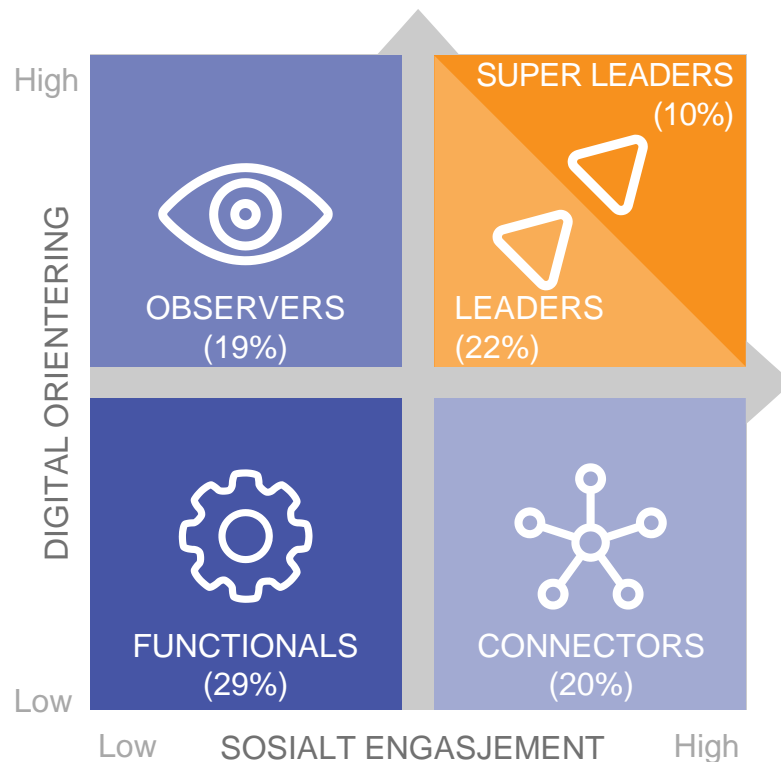 High
SUPER LEADERS
(10%)
DIGITAL ORIENTERING
OBSERVERS
(19%)
LEADERS
(22%)
FUNCTIONALS
(29%)
CONNECTORS
(20%)
Low
Low
SOSIALT ENGASJEMENT
High